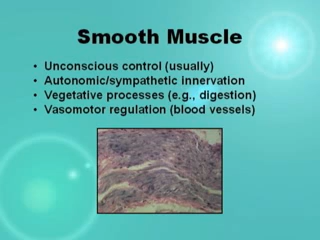 Smooth Muscle
• Unconscious control (usually)
• Autonomic/sympathetic innervation
• Vegetative processes (e.g., digestion)
• Vasomotor regulation (blood vessels)